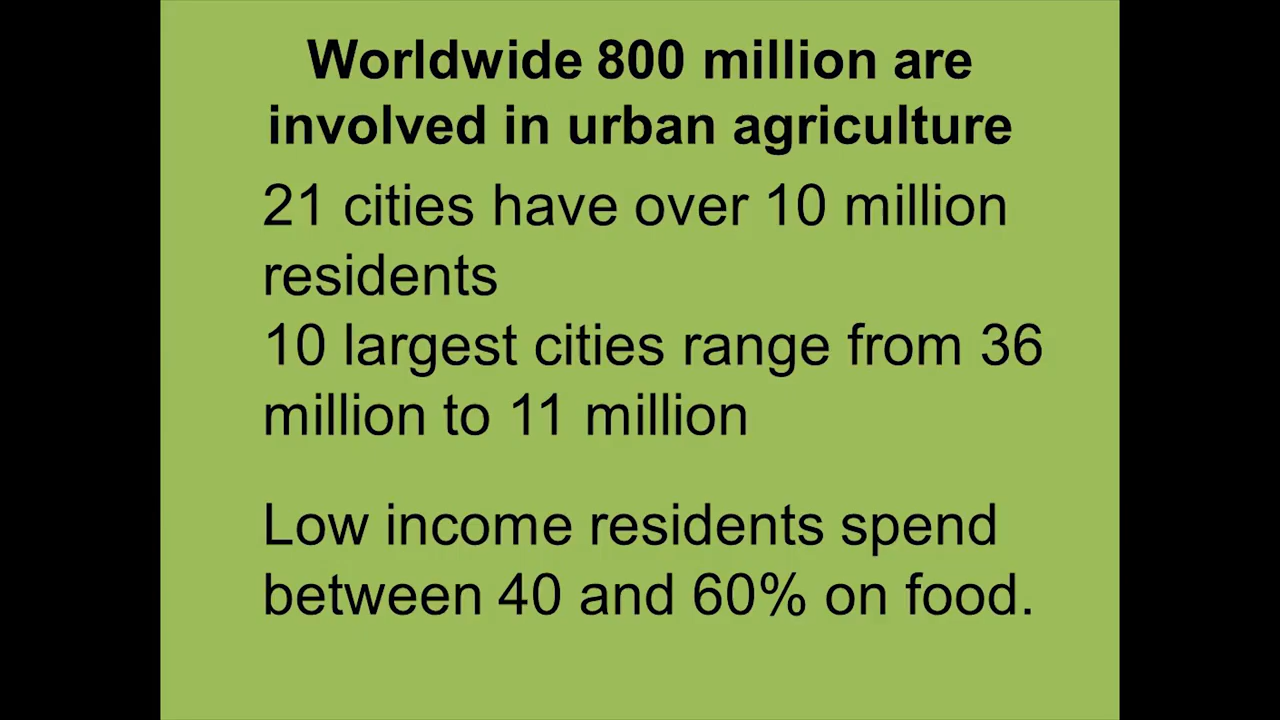 Worldwide 800 million are
involved in urban agriculture
21 cities have over 10 million
residents
10 largest cities range from 36
million to 11 million
Low income residents spend
between 40 and 60% on food.